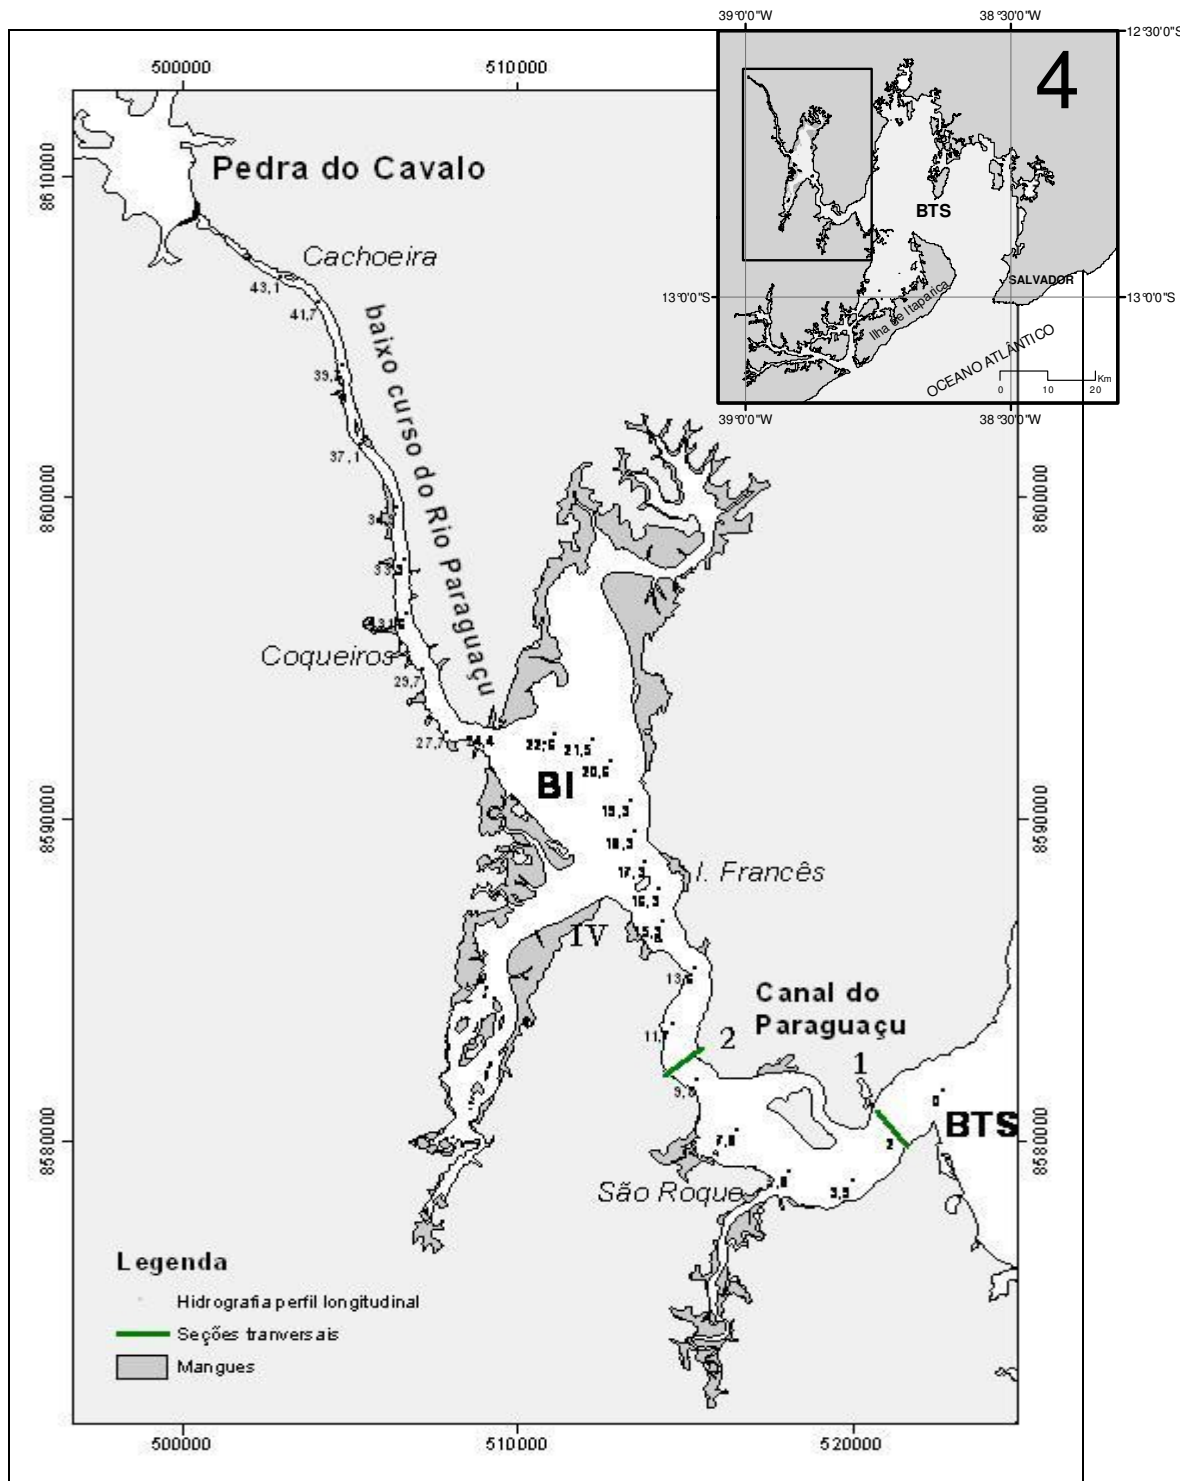 39°0'0"W
38°30'0"W
12°30'0"S
4
BTS
SALVADOR
13°0'0"S
Ilha de Itaparica
OCEANO ATLÂNTICO
Km
0 10 20
39°0'0"W
38°30'0"W
500000
510000
8610000
Pedra do Cavalo
Cachoeira
43,1
41,7
baixo curso do Rio Paraguaçu
37,1
8600000
8600000
33,3
Coqueiros
29,7
27,7
24,4
22,6
21,5
20,6
BI
19,3
8590000
8590000
18,3
17,3
I. Francês
16,3
IV
13,6
Canal do
Paraguaçu
11,7
2
1
0
BTS
8580000
8580000
2
7,8
São Roque
3,9
Legenda
Hidrografia perfil longitudinal
Seções tranversais
Mangues
500000
510000
520000